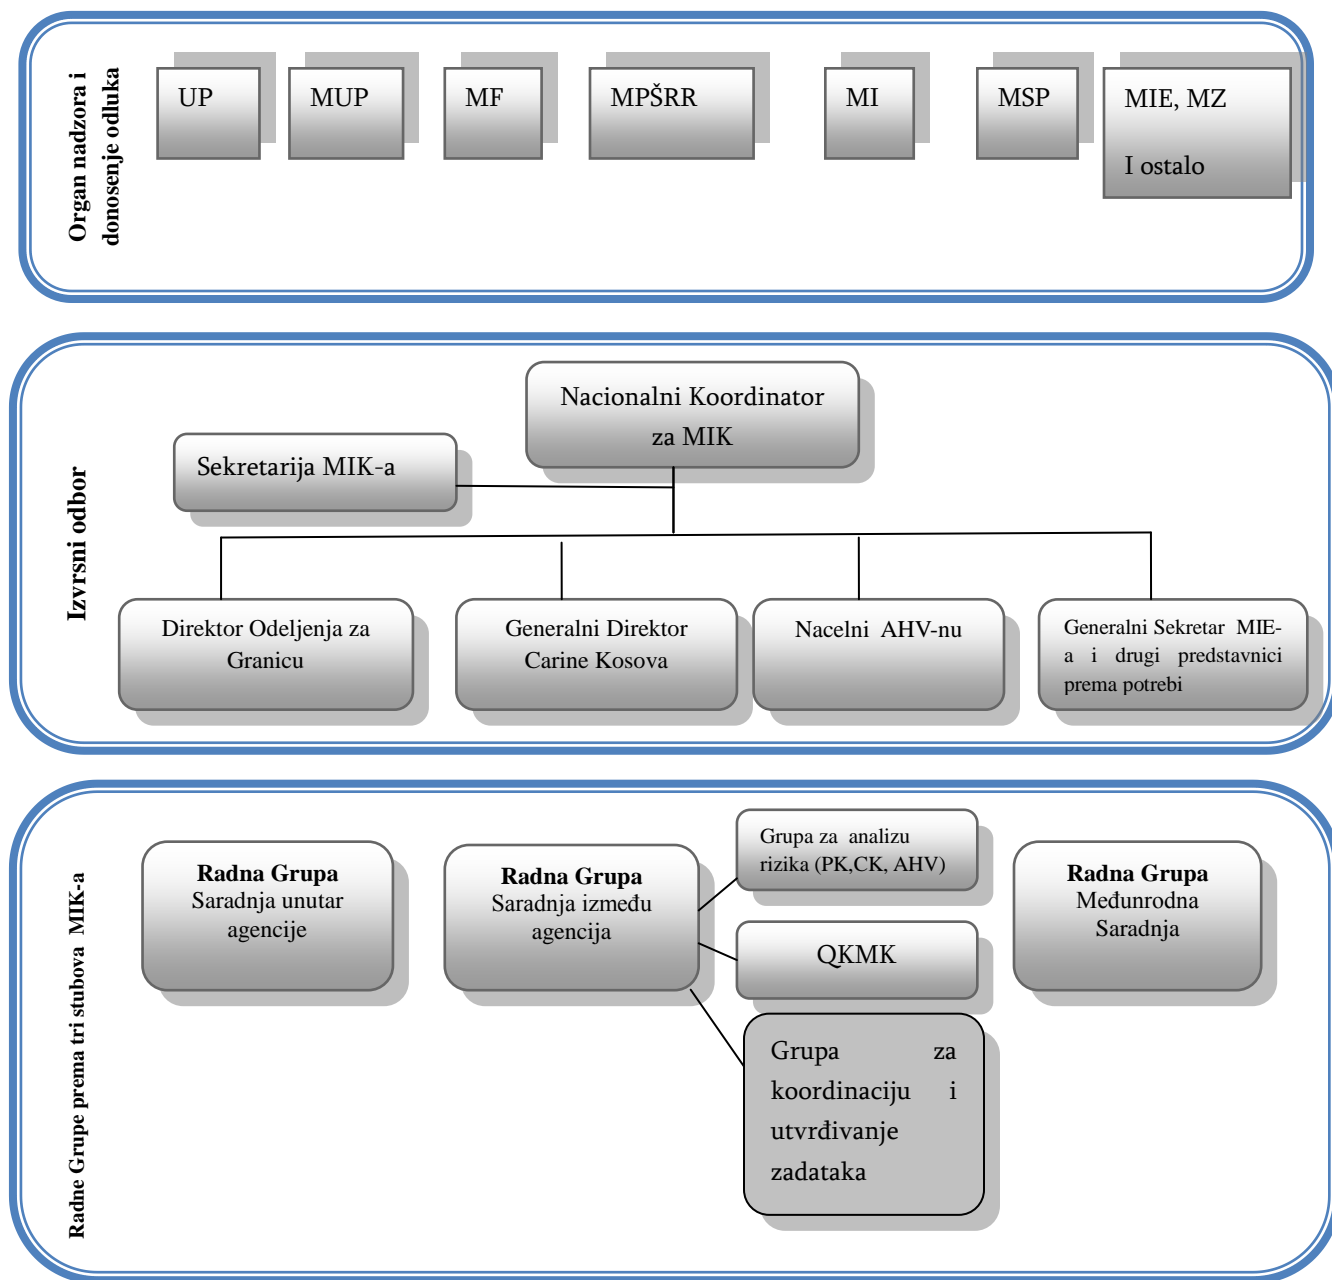 Organ nadzora i
donosenje odluka
UP
MUP
MF
MPŠRR
MI
MSP
MIE, MZ
I ostalo
Izvrsni odbor
Nacionalni Koordinator
za MIK
Sekretarija MIK-a
Direktor Odeljenja za
Granicu
Generalni Direktor
Carine Kosova
Nacelni AHV-nu
Generalni Sekretar MIE-
a i drugi predstavnici
prema potrebi
Radne Grupe prema tri stubova MIK-a
Radna Grupa
Saradnja unutar
agencije
Radna Grupa
Saradnja između
agencija
Grupa za analizu
rizika (PK,CK, AHV)
QKMK
Grupa za
koordinaciju i
utvrđivanje
zadataka
Radna Grupa
Međunrodna
Saradnja